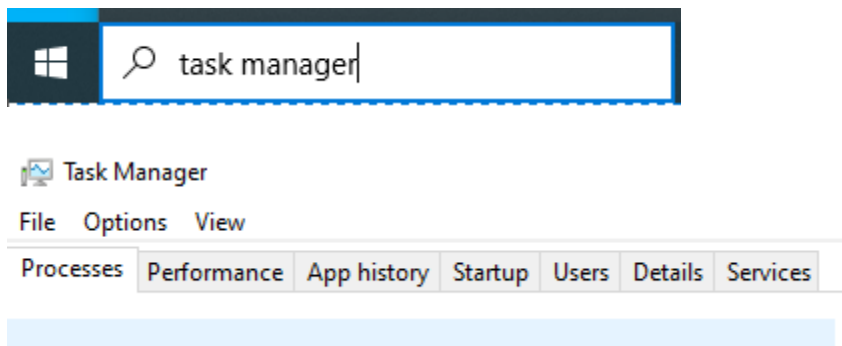 task manager
Task Manager
File Options View
Processes Performance App history Startup Users Details Services